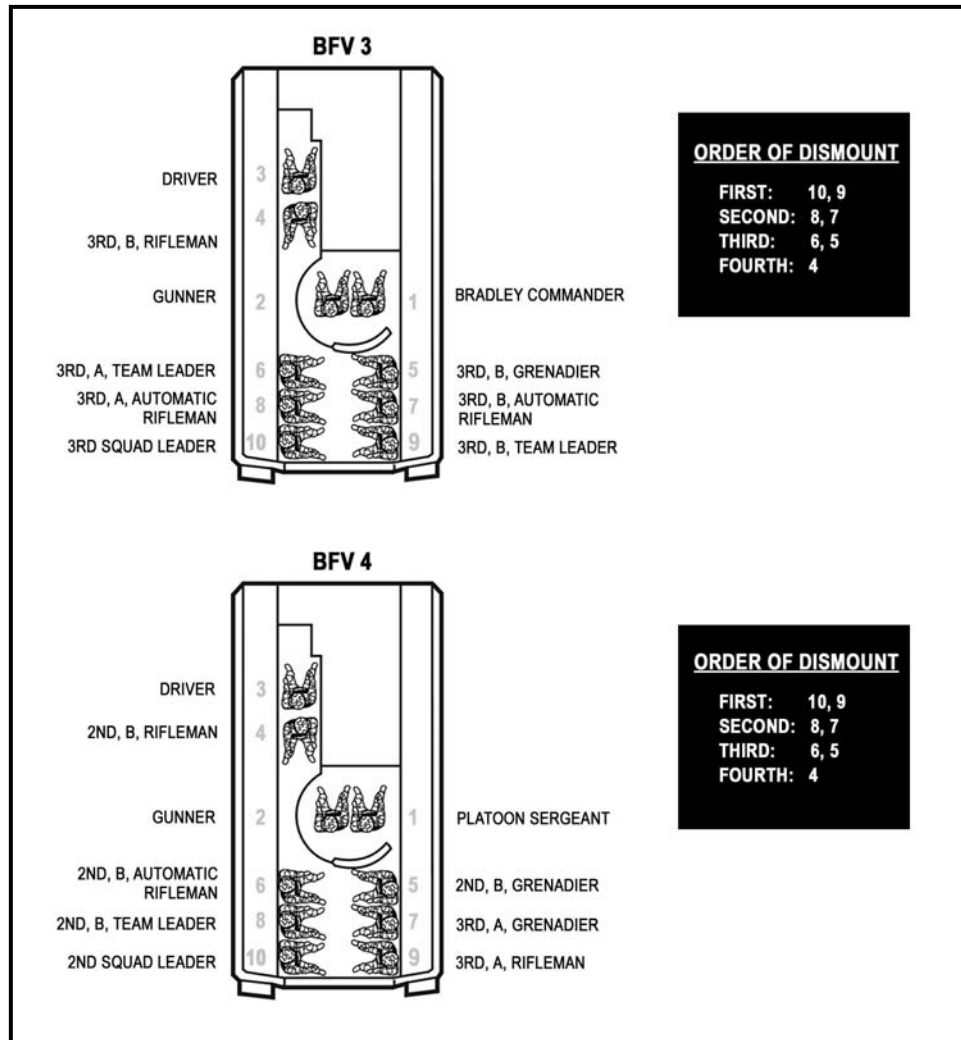 BFV 3
DRIVER
3
4
3RD, B, RIFLEMAN
GUNNER
2
1
BRADLEY COMMANDER
3RD, A, TEAM LEADER
6
5
3RD, B, GRENADIER
3RD, A, AUTOMATIC
RIFLEMAN
8
7
3RD, B, AUTOMATIC
RIFLEMAN
3RD SQUAD LEADER
10
9
3RD, B, TEAM LEADER
ORDER OF DISMOUNT
FIRST: 10, 9
SECOND: 8, 7
THIRD: 6, 5
FOURTH: 4
BFV 4
DRIVER
3
2ND, B, RIFLEMAN
4
GUNNER
2
1
PLATOON SERGEANT
2ND, B, AUTOMATIC
RIFLEMAN
6
5
2ND, B, GRENADIER
2ND, B, TEAM LEADER
8
7
3RD, A, GRENADIER
2ND SQUAD LEADER
10
9
3RD, A, RIFLEMAN
ORDER OF DISMOUNT
FIRST: 10, 9
SECOND: 8, 7
THIRD: 6, 5
FOURTH: 4